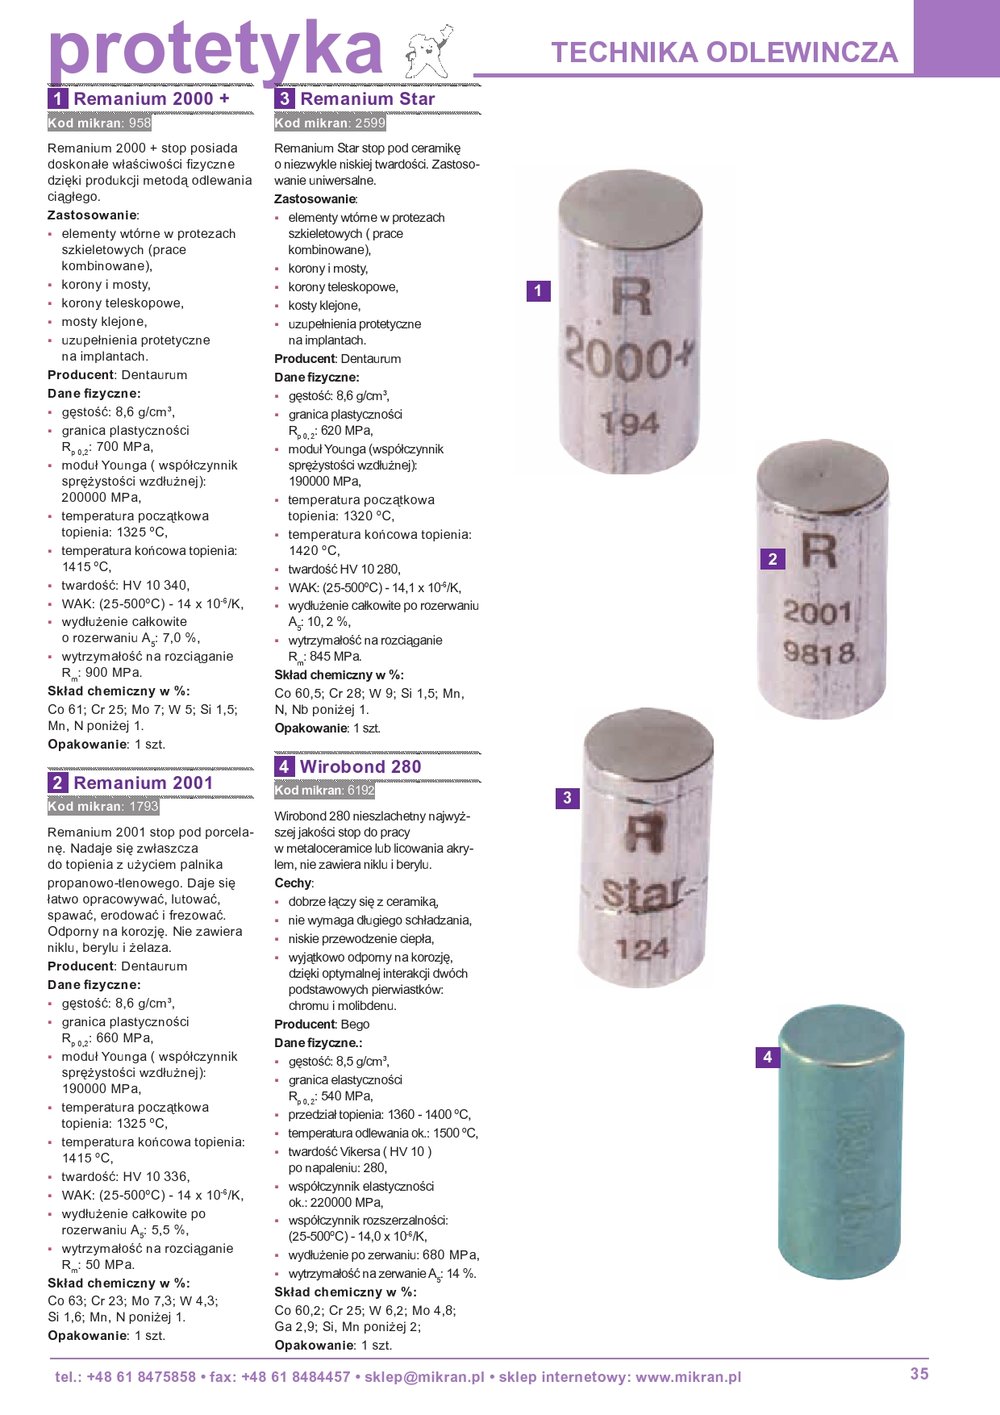 protetyka
TECHNIKA ODLEWINCZA
1 Remanium 2000 +
Kod mikran: 958
Remanium 2000 + stop posiada
doskonałe właściwości fizyczne
dzięki produkcji metodą odlewania
ciągłego.
Zastosowanie:
• elementy wtórne w protezach
szkieletowych (prace
kombinowane),
• korony i mosty,
• korony teleskopowe,
• mosty klejone,
• uzupełnienia protetyczne
na implantach.
Producent: Dentaurum
Dane fizyczne:
• gęstość: 8,6 g/cm³,
• granica plastyczności
Rp 0,2: 700 MPa,
• moduł Younga ( współczynnik
sprężystości wzdłużnej):
200000 MPa,
• temperatura początkowa
topienia: 1325 ºC,
• temperatura końcowa topienia:
1415 ºC,
• twardość: HV 10 340,
• WAK: (25-500ºC) - 14 x 10⁻⁶/K,
• wydłużenie całkowite
o rozerwaniu A5: 7,0 %,
• wytrzymałość na rozciąganie
Rm: 900 MPa.
Skład chemiczny w %:
Co 61; Cr 25; Mo 7; W 5; Si 1,5;
Mn, N poniżej 1.
Opakowanie: 1 szt.
2 Remanium 2001
Kod mikran: 1793
Remanium 2001 stop pod porcela-
nę. Nadaje się zwłaszcza
do topienia z użyciem palnika
propanowo-tlenowego. Daje się
łatwo opracowywać, lutować,
spawać, erodować i frezować.
Odporny na korozję. Nie zawiera
niklu, berylu i żelaza.
Producent: Dentaurum
Dane fizyczne:
• gęstość: 8,6 g/cm³,
• granica plastyczności
Rp 0,2: 660 MPa,
• moduł Younga ( współczynnik
sprężystości wzdłużnej):
190000 MPa,
• temperatura początkowa
topienia: 1325 ºC,
• temperatura końcowa topienia:
1415 ºC,
• twardość: HV 10 336,
• WAK: (25-500ºC) - 14 x 10⁻⁶/K,
• wydłużenie całkowite po
rozerwaniu A5: 5,5 %,
• wytrzymałość na rozciąganie
Rm: 50 MPa.
Skład chemiczny w %:
Co 63; Cr 23; Mo 7,3; W 4,3;
Si 1,6; Mn, N poniżej 1.
Opakowanie: 1 szt.
3 Remanium Star
Kod mikran: 2599
Remanium Star stop pod ceramikę
o niezwykle niskiej twardości. Zastoso-
wanie uniwersalne.
Zastosowanie:
• elementy wtórne w protezach
szkieletowych ( prace
kombinowane),
• korony i mosty,
• korony teleskopowe,
• kosty klejone,
• uzupełnienia protetyczne
na implantach.
Producent: Dentaurum
Dane fizyczne:
• gęstość: 8,6 g/cm³,
• granica plastyczności
Rp 0, 2: 620 MPa,
• moduł Younga (współczynnik
sprężystości wzdłużnej):
190000 MPa,
• temperatura początkowa
topienia: 1320 ºC,
• temperatura końcowa topienia:
1420 ºC,
• twardość HV 10 280,
• WAK: (25-500ºC) - 14,1 x 10⁻⁶/K,
• wydłużenie całkowite po rozerwaniu
A5: 10, 2 %,
• wytrzymałość na rozciąganie
Rm: 845 MPa.
Skład chemiczny w %:
Co 60,5; Cr 28; W 9; Si 1,5; Mn,
N, Nb poniżej 1.
Opakowanie: 1 szt.
4 Wirobond 280
Kod mikran: 6192
Wirobond 280 nieszlachetny najwyż-
szej jakości stop do pracy
w metaloceramice lub licowania akry-
lem, nie zawiera niklu i berylu.
Cechy:
• dobrze łączy się z ceramiką,
• nie wymaga długiego schładzania,
• niskie przewodzenie ciepła,
• wyjątkowo odporny na korozję,
dzięki optymalnej interakcji dwóch
podstawowych pierwiastków:
chromu i molibdenu.
Producent: Bego
Dane fizyczne.:
• gęstość: 8,5 g/cm³,
• granica elastyczności
Rp 0, 2: 540 MPa,
• przedział topienia: 1360 - 1400 ºC,
• temperatura odlewania ok.: 1500 ºC,
• twardość Vikersa ( HV 10 )
po napaleniu: 280,
• współczynnik elastyczności
ok.: 220000 MPa,
• współczynnik rozszerzalności:
(25-500ºC) - 14,0 x 10⁻⁶/K,
• wydłużenie po zerwaniu: 680 MPa,
• wytrzymałość na zerwanie A5: 14 %.
Skład chemiczny w %:
Co 60,2; Cr 25; W 6,2; Mo 4,8;
Ga 2,9; Si, Mn poniżej 2;
Opakowanie: 1 szt.
1
R
2000+
194
2
R
2001
9818
3
R
star
124
4
tel.: +48 61 8475858 • fax: +48 61 8484457 • sklep@mikran.pl • sklep internetowy: www.mikran.pl
35